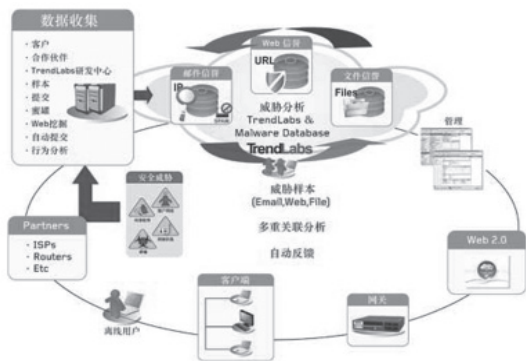 数据收集
· 客户
· 合作伙伴
· TrendLabs研发中心
· 样本
· 提交
· 蜜罐
· Web挖掘
· 自动提交
· 行为分析
Web 信誉
URL
邮件信誉
IP
文件信誉
Files
威胁分析
TrendLabs &
Malware Database
TrendLabs
管理
安全威胁
威胁样本
(Email,Web,File)
多重关联分析
自动反馈
Partners
· ISPs
· Routers
· Etc
Web 2.0
客户端
网关
离线用户